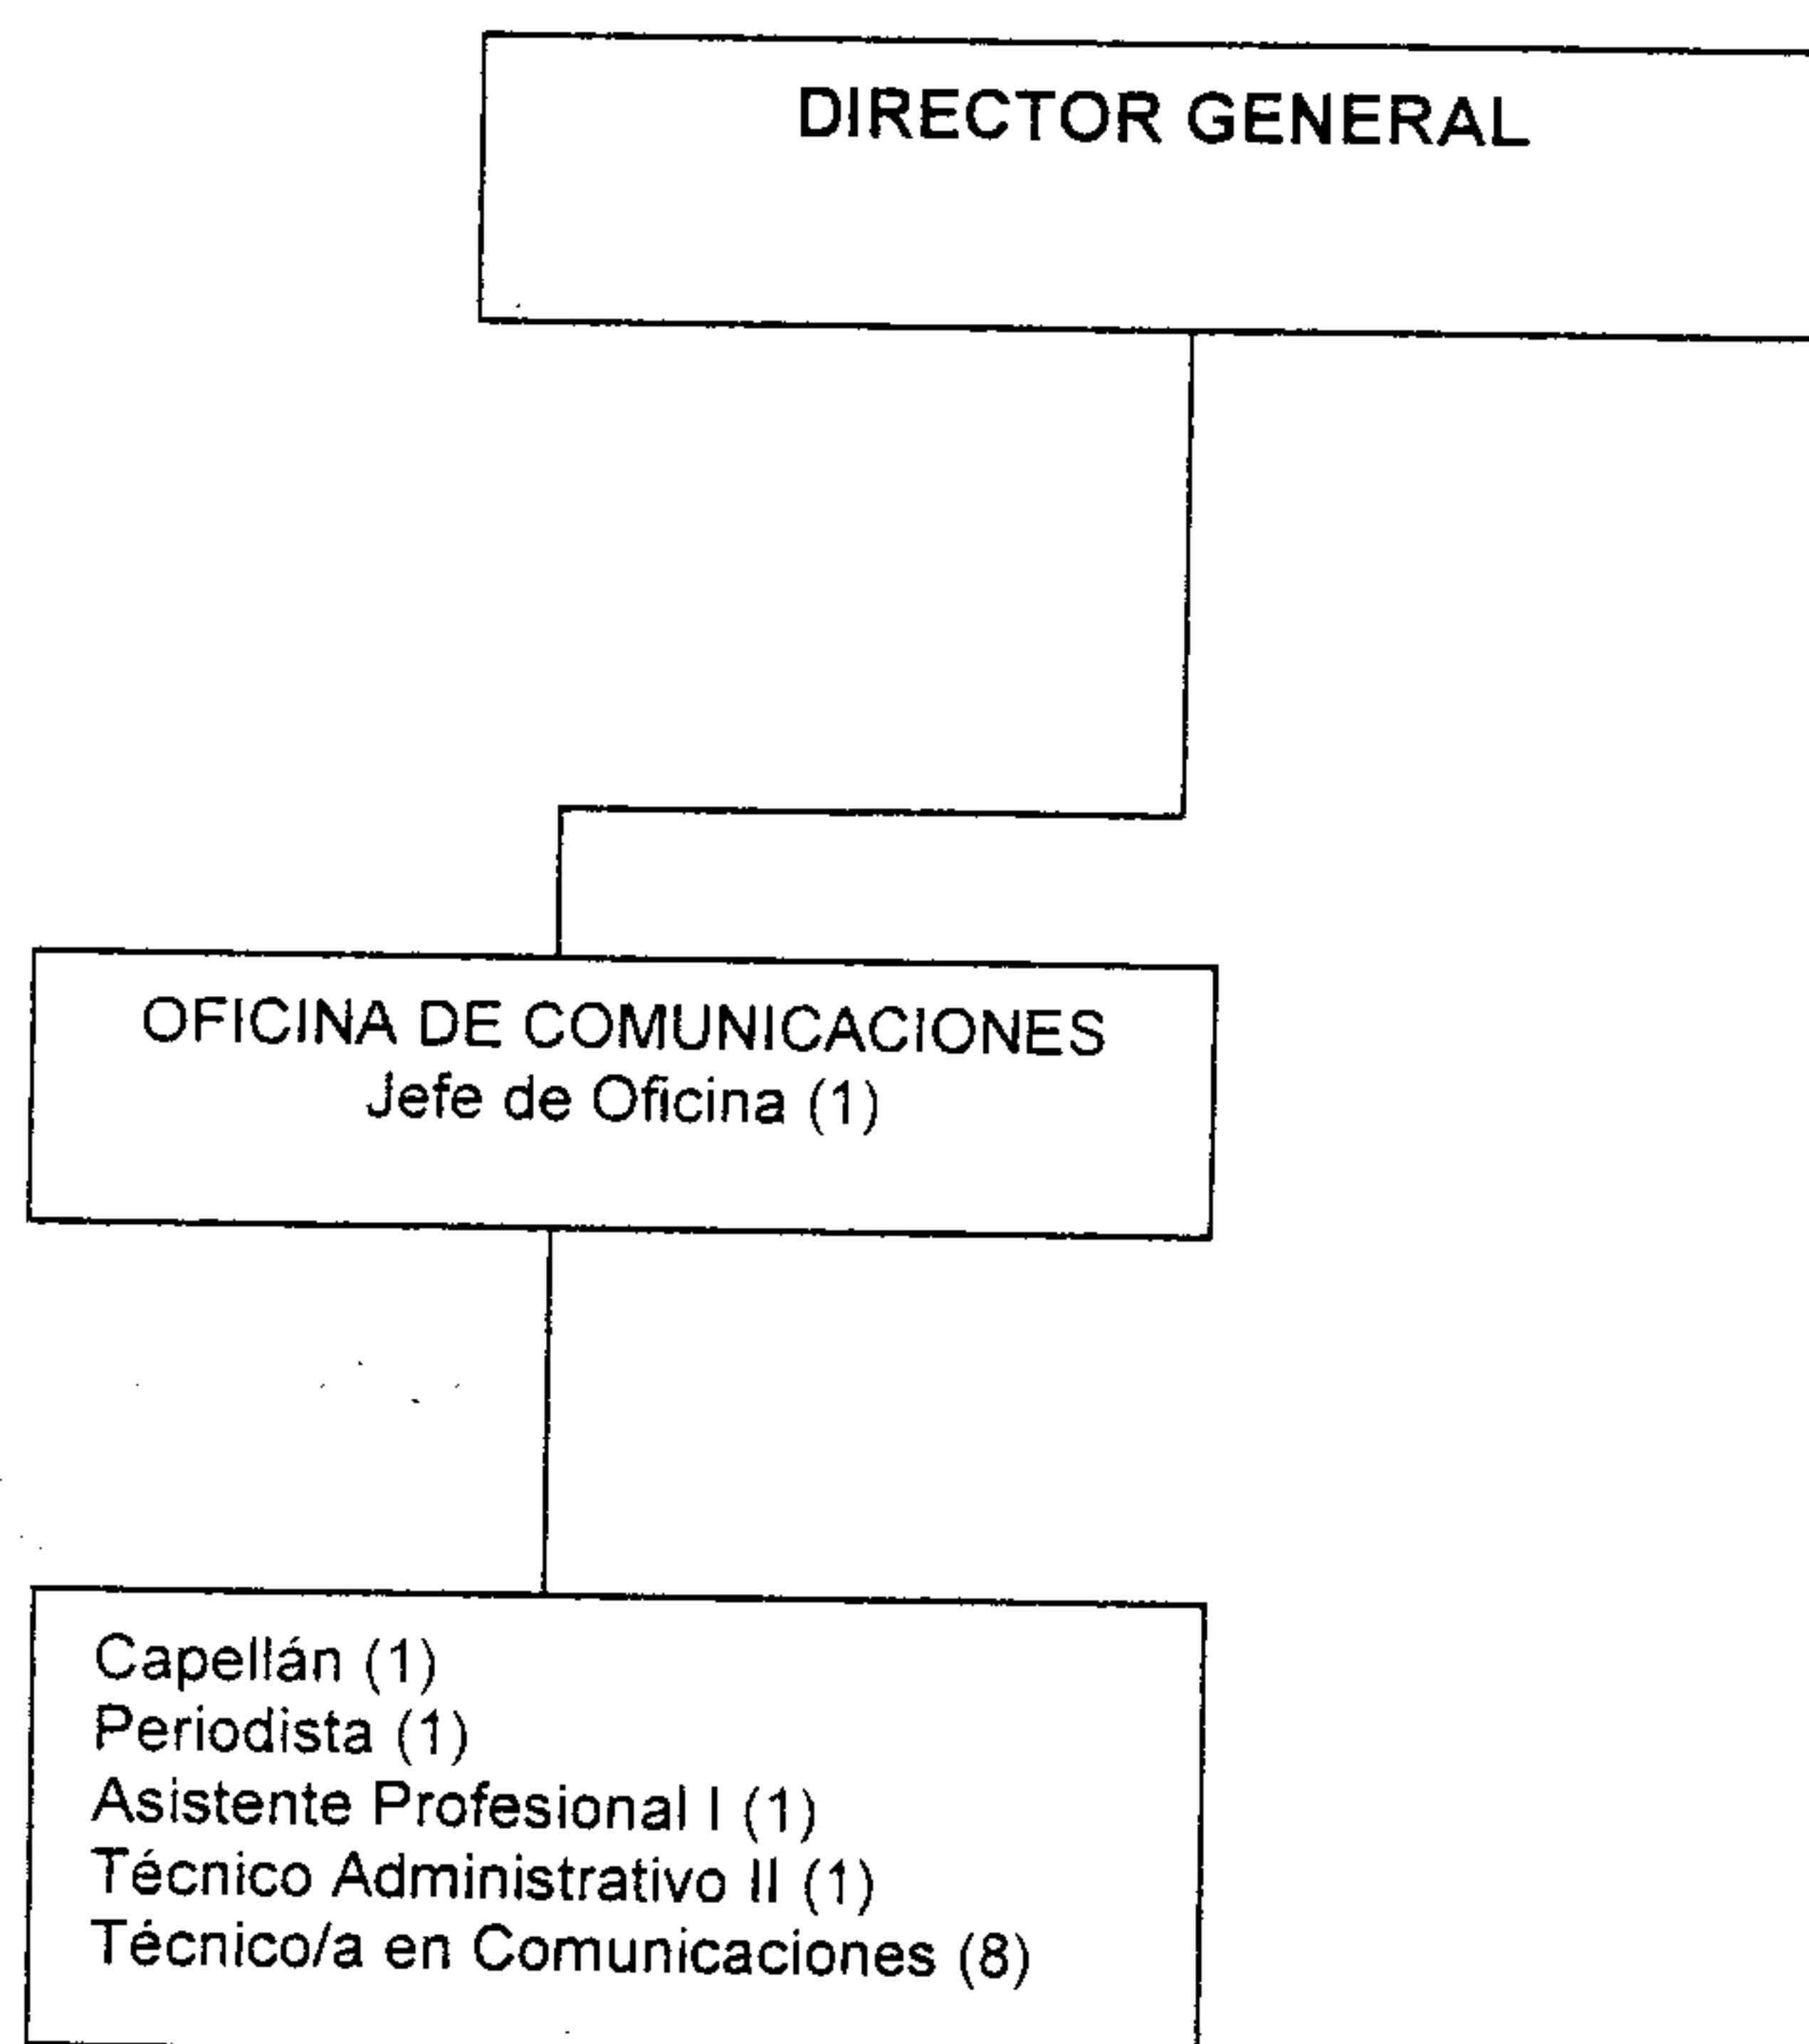 DIRECTOR GENERAL
OFICINA DE COMUNICACIONES
Jefe de Oficina (1)
Capellán (1)
Periodista (1)
Asistente Profesional I (1)
Técnico Administrativo II (1)
Técnico/a en Comunicaciones (8)